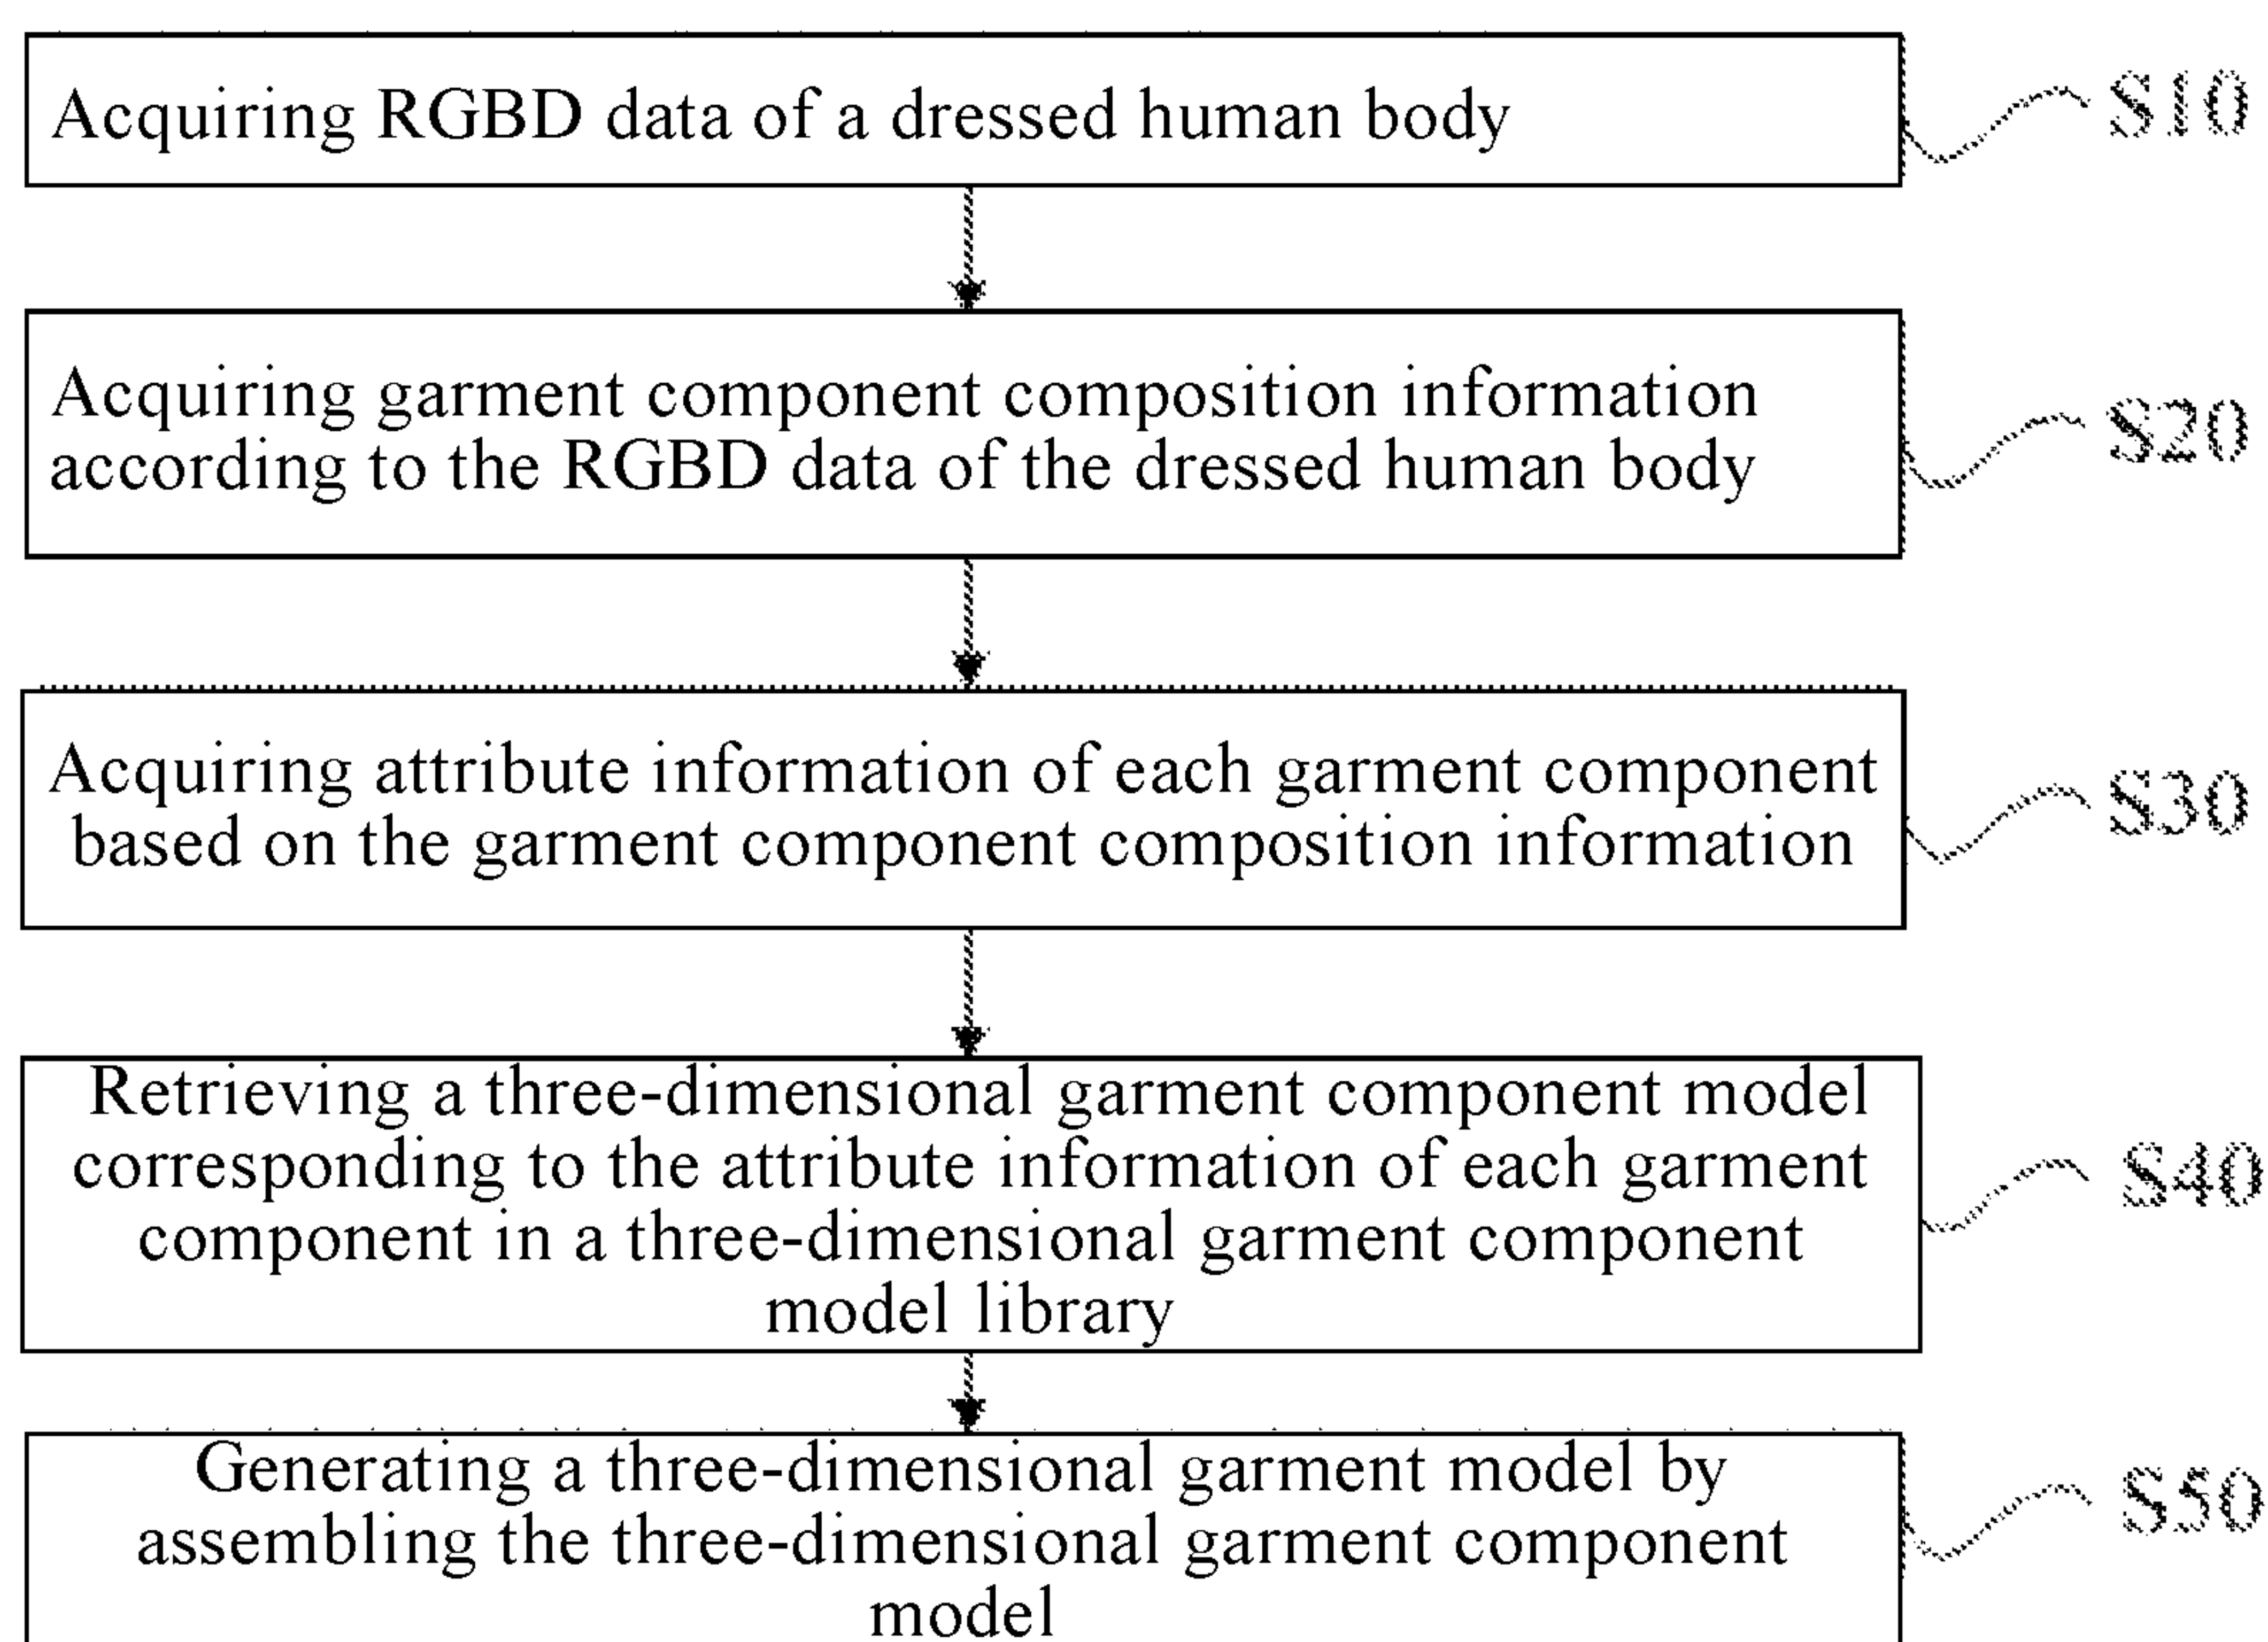 Acquiring RGBD data of a dressed human body
S10
Acquiring garment component composition information
according to the RGBD data of the dressed human body
S20
Acquiring attribute information of each garment component
based on the garment component composition information
S30
Retrieving a three-dimensional garment component model
corresponding to the attribute information of each garment
component in a three-dimensional garment component
model library
S40
Generating a three-dimensional garment model by
assembling the three-dimensional garment component
model
S50